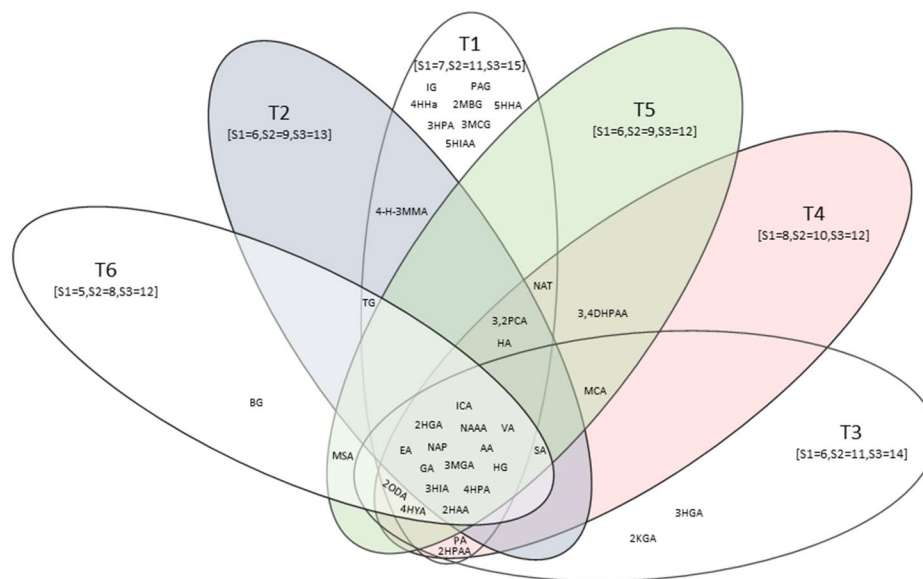 T1
[S1=7,S2=11,S3=15]
IG PAG
4HHa 2MBG 5HHA
3HPA 3MCG
5HIAA
T2
[S1=6,S2=9,S3=13]
T5
[S1=6,S2=9,S3=12]
T4
[S1=8,S2=10,S3=12]
4-H-3MMA
T6
[S1=5,S2=8,S3=12]
NAT
TG
3,2PCA
3,4DHPAA
HA
MCA
BG
ICA
2HGA NAAA VA
T3
[S1=6,S2=11,S3=14]
EA NAP AA SA
MSA
GA 3MGA HG
2ODA
3HIA 4HPA
4HYA 2HAA
3HGA
PA
2KGA
2HPAA